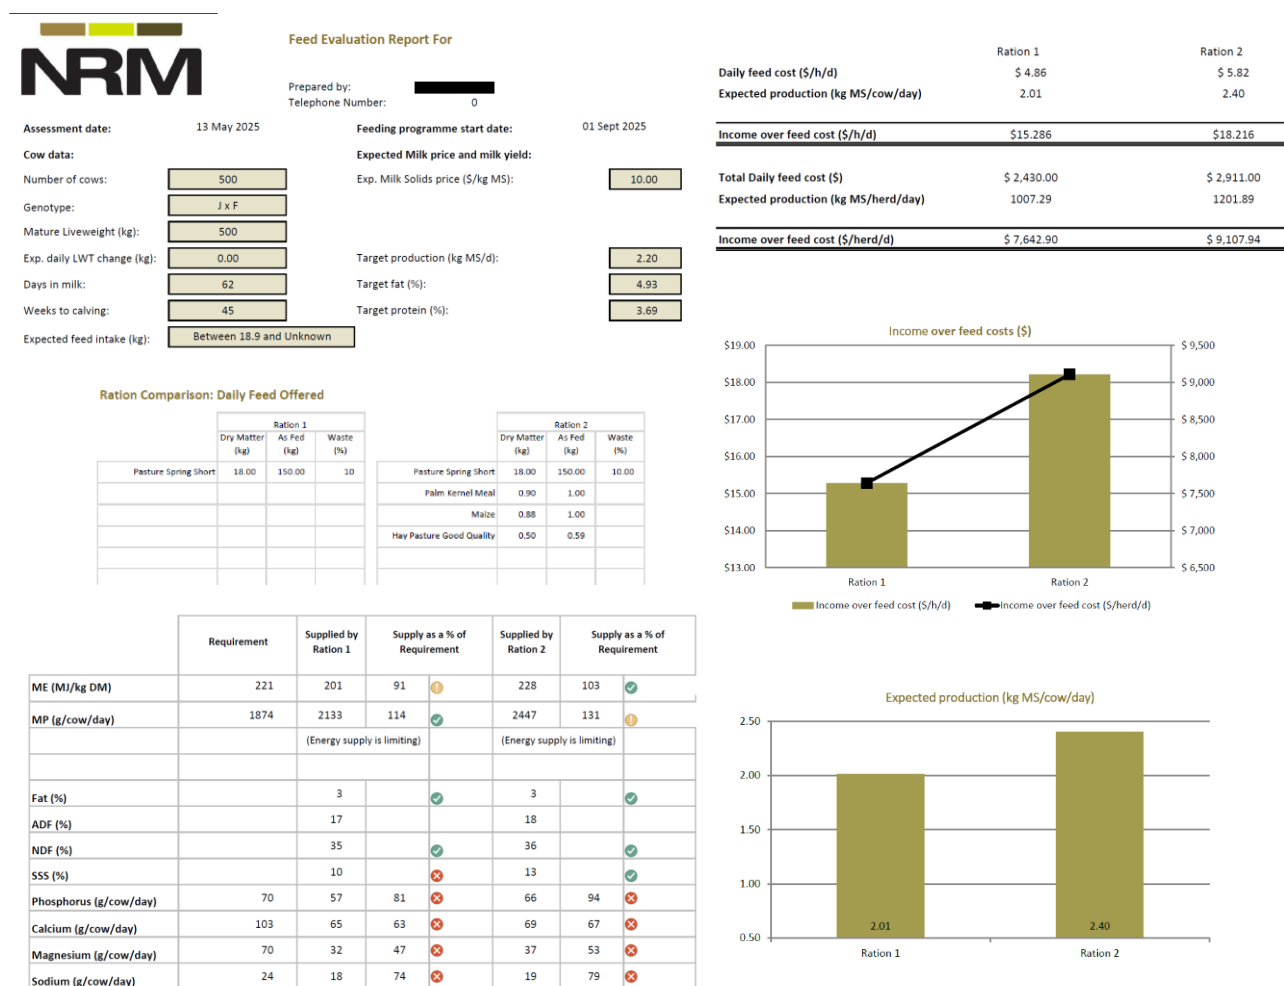 NRM
Feed Evaluation Report For
Prepared by:
Telephone Number: 0
Assessment date: 13 May 2025 Feeding programme start date: 01 Sept 2025
Cow data: Expected Milk price and milk yield:
Number of cows: 500 Exp. Milk Solids price ($/kg MS): 10.00
Genotype: J x F
Mature Liveweight (kg): 500
Exp. daily LWT change (kg): 0.00 Target production (kg MS/d): 2.20
Days in milk: 62 Target fat (%): 4.93
Weeks to calving: 45 Target protein (%): 3.69
Expected feed intake (kg): Between 18.9 and Unknown
Ration Comparison: Daily Feed Offered
Ration 1 Ration 2
Dry Matter As Fed Waste Dry Matter As Fed Waste
(kg) (kg) (%) (kg) (kg) (%)
Pasture Spring Short 18.00 150.00 10 Pasture Spring Short 18.00 150.00 10.00
Palm Kernel Meal 0.90 1.00
Maize 0.88 1.00
Hay Pasture Good Quality 0.50 0.59
Requirement Supplied by Ration 1 Supply as a % of Requirement Supplied by Ration 2 Supply as a % of Requirement
ME (MJ/kg DM) 221 201 91 228 103
MP (g/cow/day) 1874 2133 114 2447 131
(Energy supply is limiting) (Energy supply is limiting)
Fat (%) 3 3
ADF (%) 17 18
NDF (%) 35 36
SSS (%) 10 13
Phosphorus (g/cow/day) 70 57 81 66 94
Calcium (g/cow/day) 103 65 63 69 67
Magnesium (g/cow/day) 70 32 47 37 53
Sodium (g/cow/day) 24 18 74 19 79
Ration 1 Ration 2
Daily feed cost ($/h/d) $ 4.86 $ 5.82
Expected production (kg MS/cow/day) 2.01 2.40
Income over feed cost ($/h/d) $15.286 $18.216
Total Daily feed cost ($) $ 2,430.00 $ 2,911.00
Expected production (kg MS/herd/day) 1007.29 1201.89
Income over feed cost ($/herd/d) $ 7,642.90 $ 9,107.94
Income over feed costs ($)
$19.00 $ 9,500
$18.00 $ 9,000
$17.00 $ 8,500
$16.00 $ 8,000
$15.00 $ 7,500
$14.00 $ 7,000
$13.00 $ 6,500
Ration 1 Ration 2
Income over feed cost ($/h/d) Income over feed cost ($/herd/d)
Expected production (kg MS/cow/day)
2.50
2.00
1.50
1.00
0.50
2.01 2.40
Ration 1 Ration 2